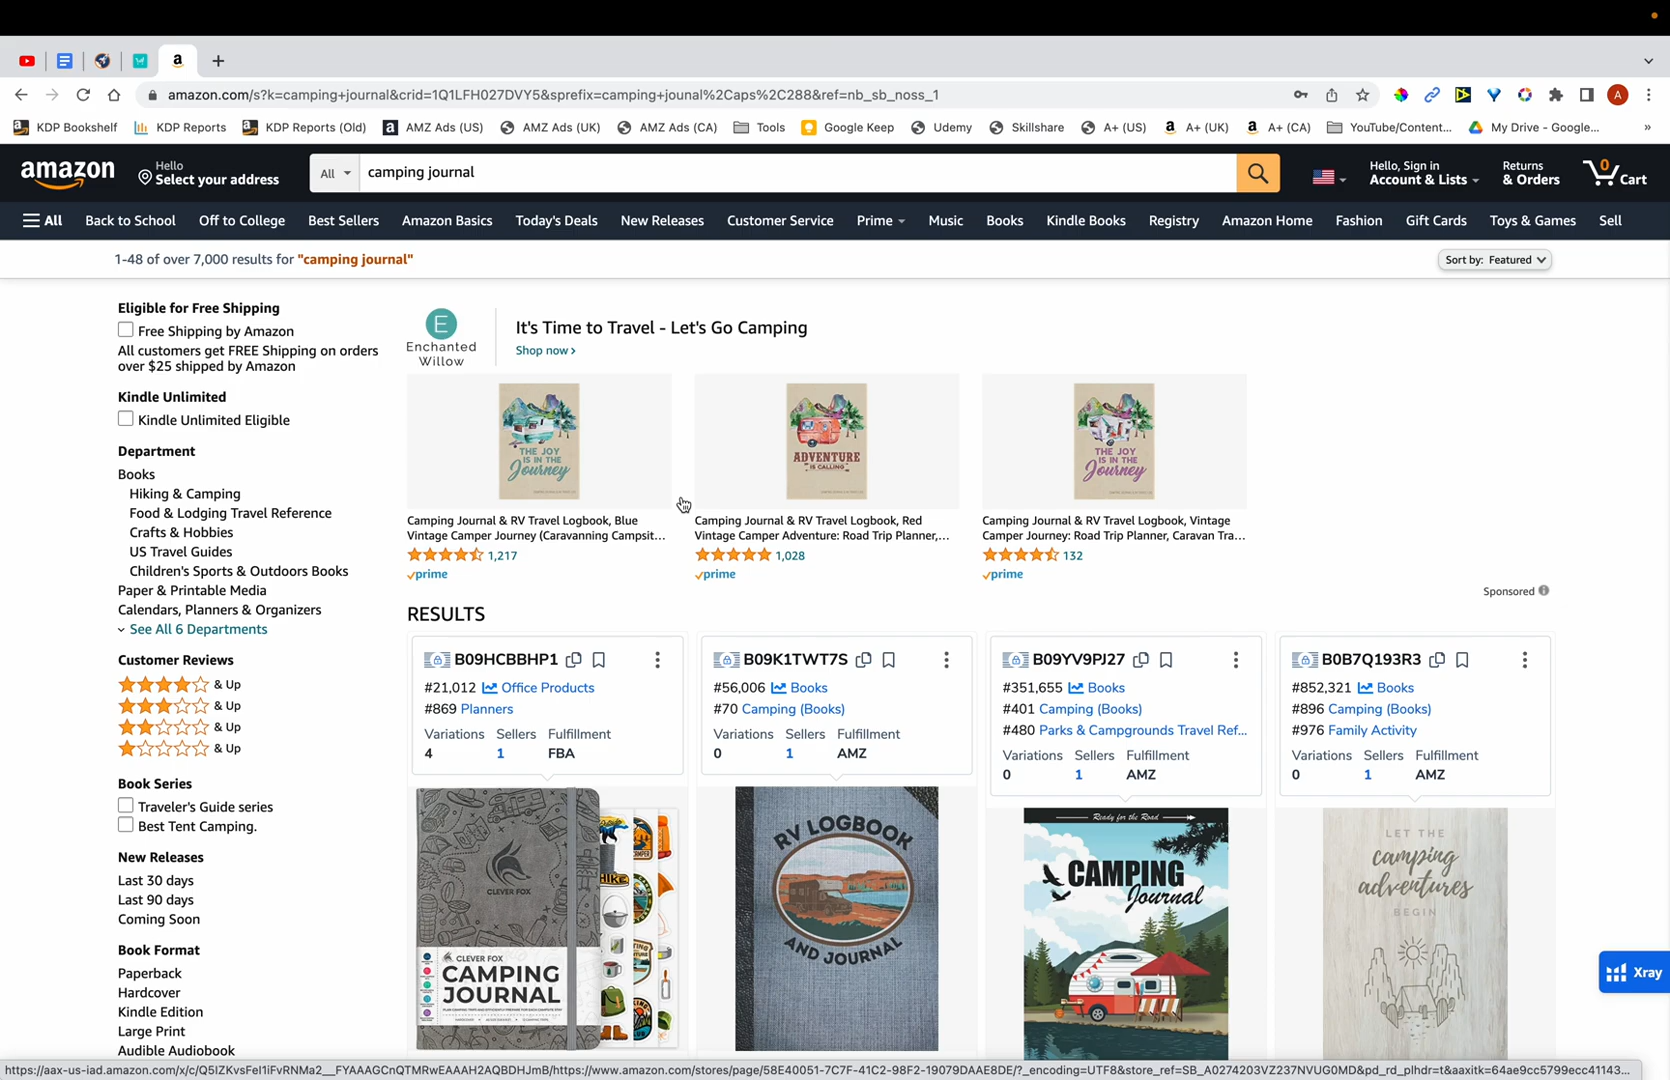 amazon.com/s?k=camping+journal&crid=1Q1LFH027DVY5&sprefix=camping+jounal%2Caps%2C288&ref=nb_sb_noss_1
A
KDP Bookshelf KDP Reports KDP Reports (Old) AMZ Ads (US) AMZ Ads (UK) AMZ Ads (CA) Tools Google Keep Udemy Skillshare A+ (US) A+ (UK) A+ (CA) YouTube/Content... My Drive - Google... »
amazon
Hello
Select your address
All
camping journal
Hello, Sign in
Account & Lists
Returns
& Orders
0
Cart
All Back to School Off to College Best Sellers Amazon Basics Today's Deals New Releases Customer Service Prime Music Books Kindle Books Registry Amazon Home Fashion Gift Cards Toys & Games Sell
1-48 of over 7,000 results for "camping journal"
Sort by: Featured
Eligible for Free Shipping
Free Shipping by Amazon
All customers get FREE Shipping on orders
over $25 shipped by Amazon
Kindle Unlimited
Kindle Unlimited Eligible
Department
Books
Hiking & Camping
Food & Lodging Travel Reference
Crafts & Hobbies
US Travel Guides
Children's Sports & Outdoors Books
Paper & Printable Media
Calendars, Planners & Organizers
See All 6 Departments
Customer Reviews
& Up
& Up
& Up
& Up
Book Series
Traveler's Guide series
Best Tent Camping.
New Releases
Last 30 days
Last 90 days
Coming Soon
Book Format
Paperback
Hardcover
Kindle Edition
Large Print
Audible Audiobook
E
Enchanted
Willow
It's Time to Travel - Let's Go Camping
Shop now ›
THE JOY
IS IN THE
Journey
Camping Journal & RV Travel Logbook, Blue
Vintage Camper Journey (Caravanning Campsit...
1,217
prime
ADVENTURE
IS CALLING
Camping Journal & RV Travel Logbook, Red
Vintage Camper Adventure: Road Trip Planner,...
1,028
prime
THE JOY
IS IN THE
Journey
Camping Journal & RV Travel Logbook, Vintage
Camper Journey: Road Trip Planner, Caravan Tra...
132
prime
Sponsored
RESULTS
B09HCBBHP1
#21,012 Office Products
#869 Planners
Variations Sellers Fulfillment
4 1 FBA
CLEVER FOX
HIKE
CLEVER FOX
CAMPING
JOURNAL
B09K1TWT7S
#56,006 Books
#70 Camping (Books)
Variations Sellers Fulfillment
0 1 AMZ
RV LOGBOOK
AND JOURNAL
B09YV9PJ27
#351,655 Books
#401 Camping (Books)
#480 Parks & Campgrounds Travel Ref...
Variations Sellers Fulfillment
0 1 AMZ
Ready for the Road
CAMPING
Journal
B0B7Q193R3
#852,321 Books
#896 Camping (Books)
#976 Family Activity
Variations Sellers Fulfillment
0 1 AMZ
LET THE
camping
adventures
BEGIN
Xray